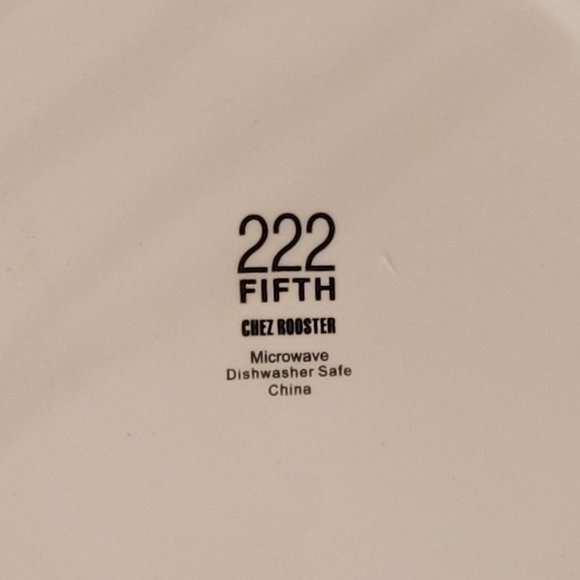 222
FIFTH
CHEZ ROOSTER
Microwave
Dishwasher Safe
China